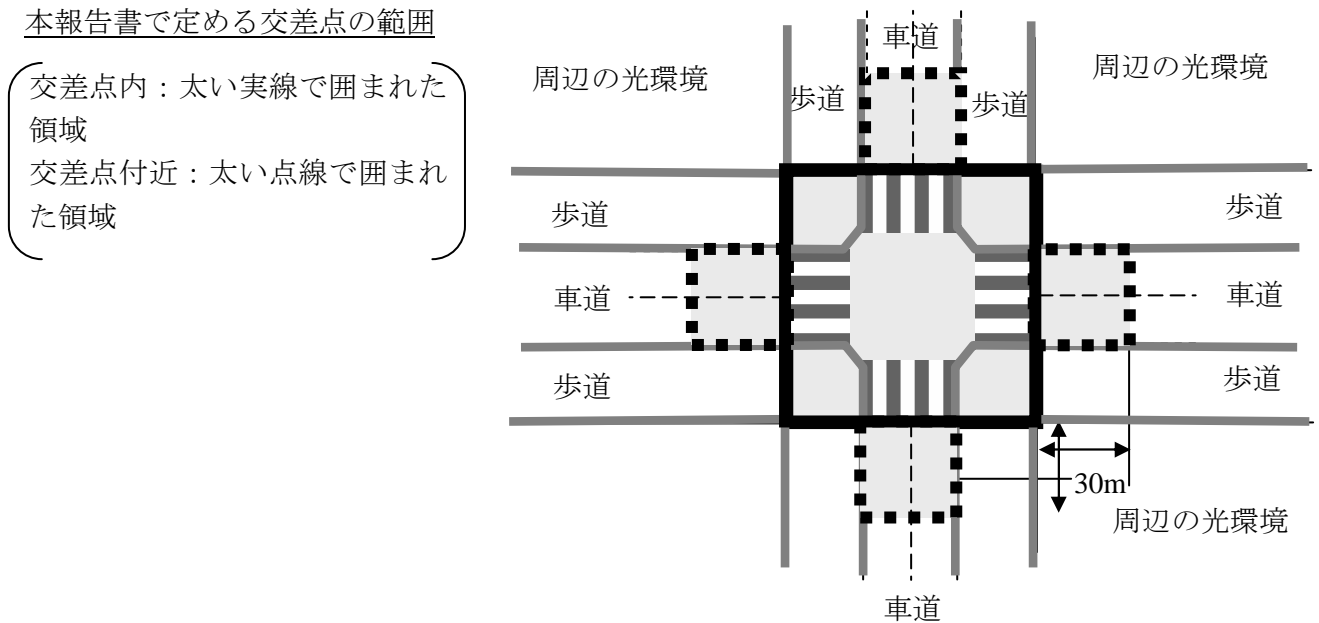 本報告書で定める交差点の範囲
交差点内：太い実線で囲まれた
領域
交差点付近：太い点線で囲まれ
た領域
車道
周辺の光環境
周辺の光環境
歩道
歩道
歩道
歩道
車道
車道
歩道
歩道
30m
周辺の光環境
車道